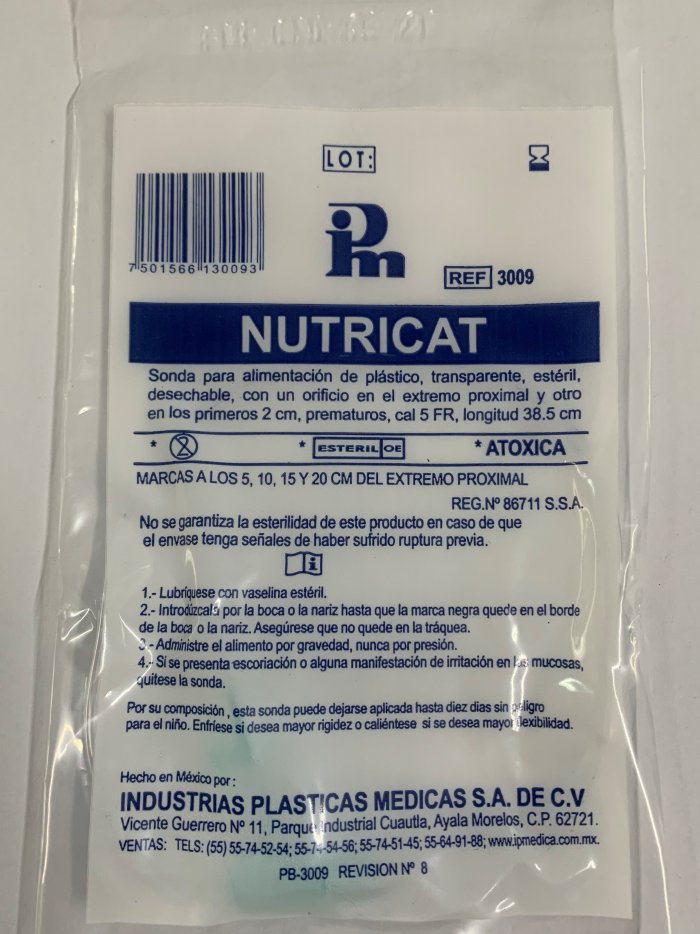 LOT:
7 501566 130093
ipm
REF 3009
NUTRICAT
Sonda para alimentación de plástico, transparente, estéril,
desechable, con un orificio en el extremo proximal y otro
en los primeros 2 cm, prematuros, cal 5 FR, longitud 38.5 cm
* 2 * ESTERIL OE * ATOXICA
MARCAS A LOS 5, 10, 15 Y 20 CM DEL EXTREMO PROXIMAL
REG.Nº 86711 S.S.A.
No se garantiza la esterilidad de este producto en caso de que
el envase tenga señales de haber sufrido ruptura previa.
i
1.- Lubríquese con vaselina estéril.
2.- Introdúzcala por la boca o la nariz hasta que la marca negra quede en el borde
de la boca o la nariz. Asegúrese que no quede en la tráquea.
3.- Administre el alimento por gravedad, nunca por presión.
4.- Si se presenta escoriación o alguna manifestación de irritación en las mucosas,
quítese la sonda.
Por su composición, esta sonda puede dejarse aplicada hasta diez dias sin peligro
para el niño. Enfríese si desea mayor rigidez o caliéntese si se desea mayor flexibilidad.
Hecho en México por:
INDUSTRIAS PLASTICAS MEDICAS S.A. DE C.V
Vicente Guerrero Nº 11, Parque Industrial Cuautla, Ayala Morelos, C.P. 62721.
VENTAS: TELS: (55) 55-74-52-54; 55-74-54-56; 55-74-51-45; 55-64-91-88; www.ipmedica.com.mx.
PB-3009 REVISION Nº 8